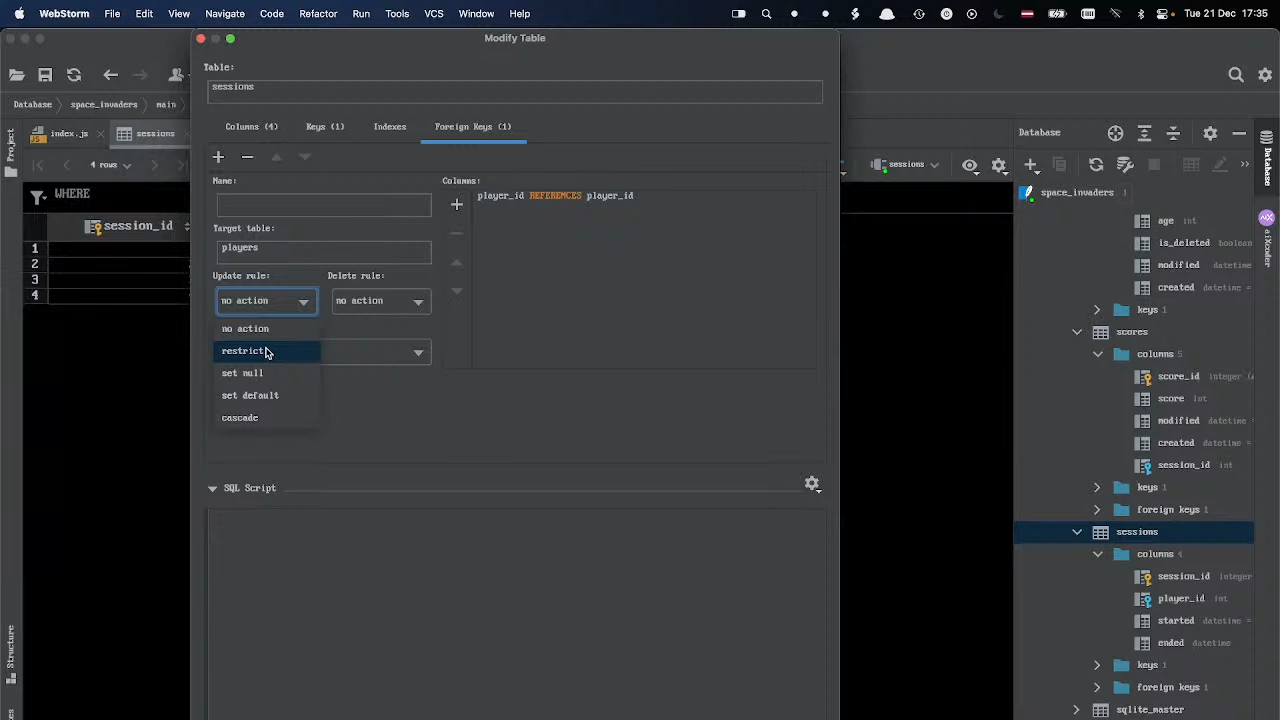 WebStorm File Edit View Navigate Code Refactor Run Tools VCS Window Help Tue 21 Dec 17:35
Modify Table
Table:
sessions
Columns (4) Keys (1) Indexes Foreign Keys (1)
Name:
Columns:
player_id REFERENCES player_id
Target table:
players
Update rule: Delete rule:
no action no action
no action
restrict
set null
set default
cascade
SQL Script
Database space_invaders main
index.js sessions
4 rows
WHERE
session_id
1
2
3
4
Project
Structure
sessions
Database
space_invaders 1
age int
is_deleted boolean
modified datetime
created datetime
keys 1
scores
columns 5
score_id integer (A
score int
modified datetime =
created datetime =
session_id int
keys 1
foreign keys 1
sessions
columns 4
session_id integer
player_id int
started datetime =
ended datetime
keys 1
foreign keys 1
sqlite_master
Database
aiXcoder